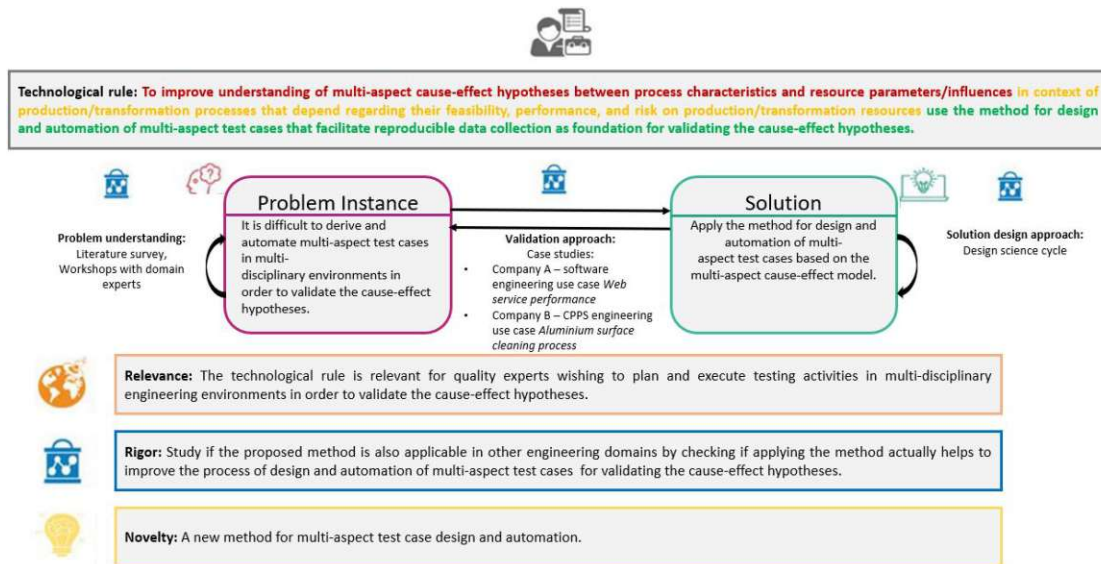 Technological rule: To improve understanding of multi-aspect cause-effect hypotheses between process characteristics and resource parameters/influences in context of
production/transformation processes that depend regarding their feasibility, performance, and risk on production/transformation resources use the method for design
and automation of multi-aspect test cases that facilitate reproducible data collection as foundation for validating the cause-effect hypotheses.
Problem understanding:
Literature survey,
Workshops with domain
experts
Problem Instance
It is difficult to derive and
automate multi-aspect test cases
in multi-
disciplinary environments in
order to validate the cause-effect
hypotheses.
Validation approach:
Case studies:
• Company A – software
engineering use case Web
service performance
• Company B – CPPS engineering
use case Aluminium surface
cleaning process
Solution
Apply the method for design and
automation of multi-
aspect test cases based on the
multi-aspect cause-effect model.
Solution design approach:
Design science cycle
Relevance: The technological rule is relevant for quality experts wishing to plan and execute testing activities in multi-disciplinary
engineering environments in order to validate the cause-effect hypotheses.
Rigor: Study if the proposed method is also applicable in other engineering domains by checking if applying the method actually helps to
improve the process of design and automation of multi-aspect test cases for validating the cause-effect hypotheses.
Novelty: A new method for multi-aspect test case design and automation.